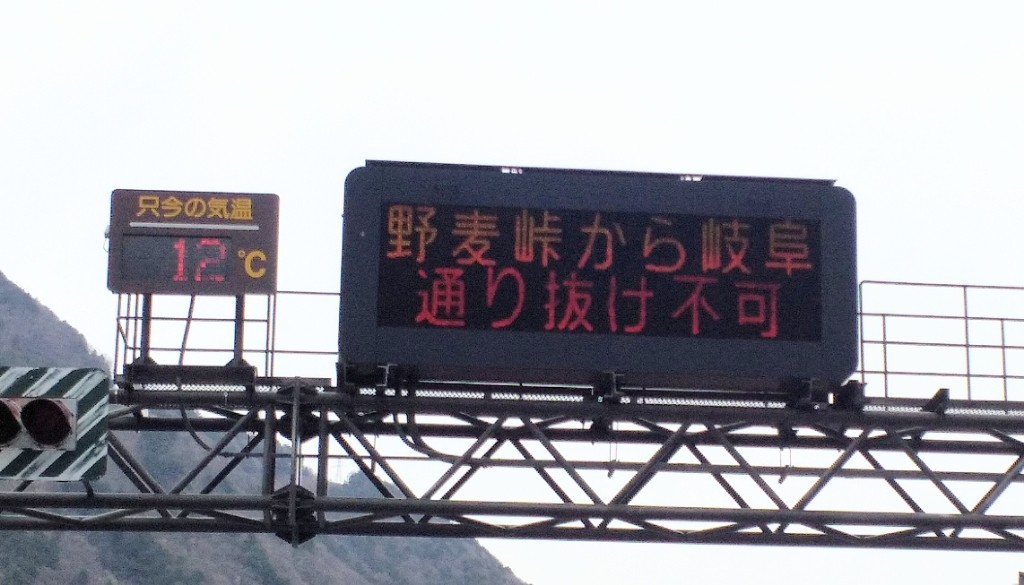 只今の気温
12℃
野麦峠から岐阜
通り抜け不可